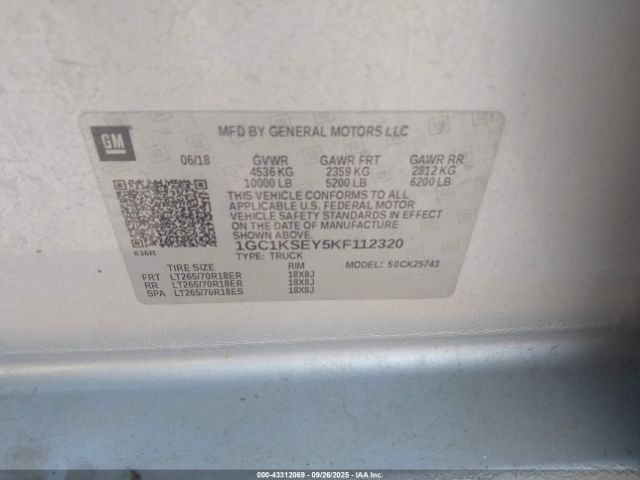 GM
MFD BY GENERAL MOTORS LLC
06/18 GVWR GAWR FRT GAWR RR
4536 KG 2359 KG 2812 KG
10000 LB 5200 LB 6200 LB
THIS VEHICLE CONFORMS TO ALL
APPLICABLE U.S. FEDERAL MOTOR
VEHICLE SAFETY STANDARDS IN EFFECT
ON THE DATE OF MANUFACTURE
SHOWN ABOVE.
636R 1GC1KSEY5KF112320
TYPE: TRUCK
TIRE SIZE RIM MODEL: 50CK25743
FRT LT265/70R18ER 18X8J
RR LT265/70R18ER 18X8J
SPA LT265/70R18ES 18X8J
000-43312069 - 09/26/2025 - IAA Inc.